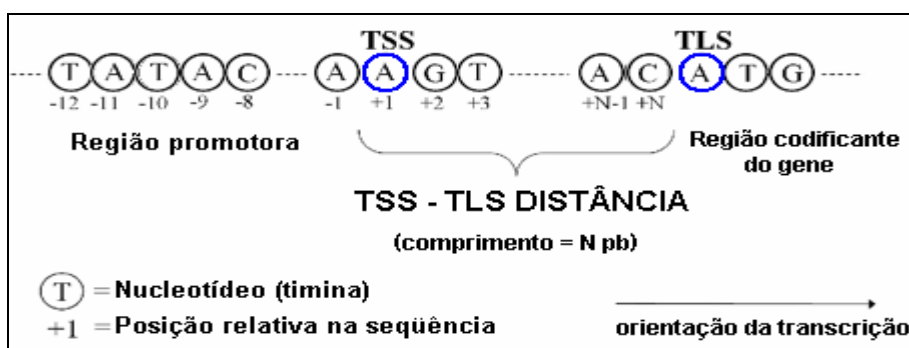 TSS TLS
T A T A C A A G T A C A T G
-12 -11 -10 -9 -8 -1 +1 +2 +3 +N-1 +N
Região promotora
Região codificante
do gene
TSS - TLS DISTÂNCIA
(comprimento = N pb)
T = Nucleotídeo (timina)
+1 = Posição relativa na seqüência
orientação da transcrição